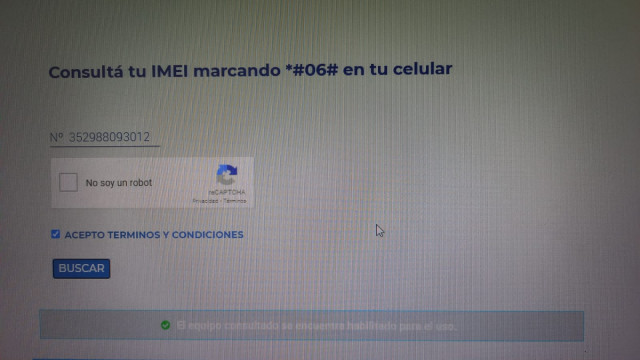 Consultá tu IMEI marcando *#06# en tu celular
Nº 352988093012
No soy un robot
reCAPTCHA
Privacidad - Términos
ACEPTO TERMINOS Y CONDICIONES
BUSCAR
El equipo consultado se encuentra habilitado para el uso.